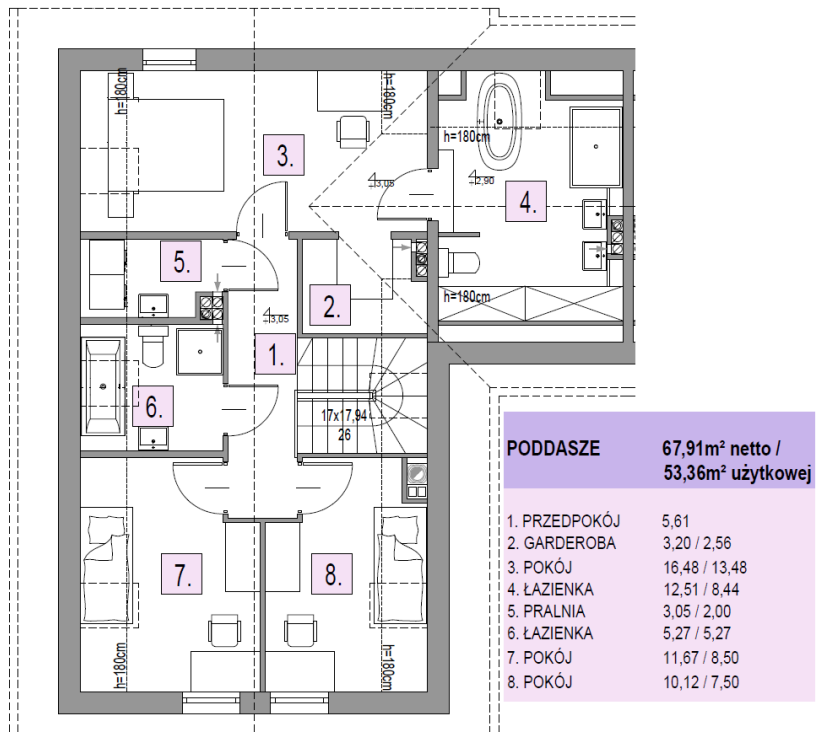 h=180cm
h=180cm
h=180cm
3.
3,05
2,90
4.
5.
2.
h=180cm
3,05
1.
6.
17x17,94
26
7.
8.
h=180cm
h=180cm
PODDASZE 67,91m² netto /
53,36m² użytkowej
1. PRZEDPOKÓJ 5,61
2. GARDEROBA 3,20 / 2,56
3. POKÓJ 16,48 / 13,48
4. ŁAZIENKA 12,51 / 8,44
5. PRALNIA 3,05 / 2,00
6. ŁAZIENKA 5,27 / 5,27
7. POKÓJ 11,67 / 8,50
8. POKÓJ 10,12 / 7,50